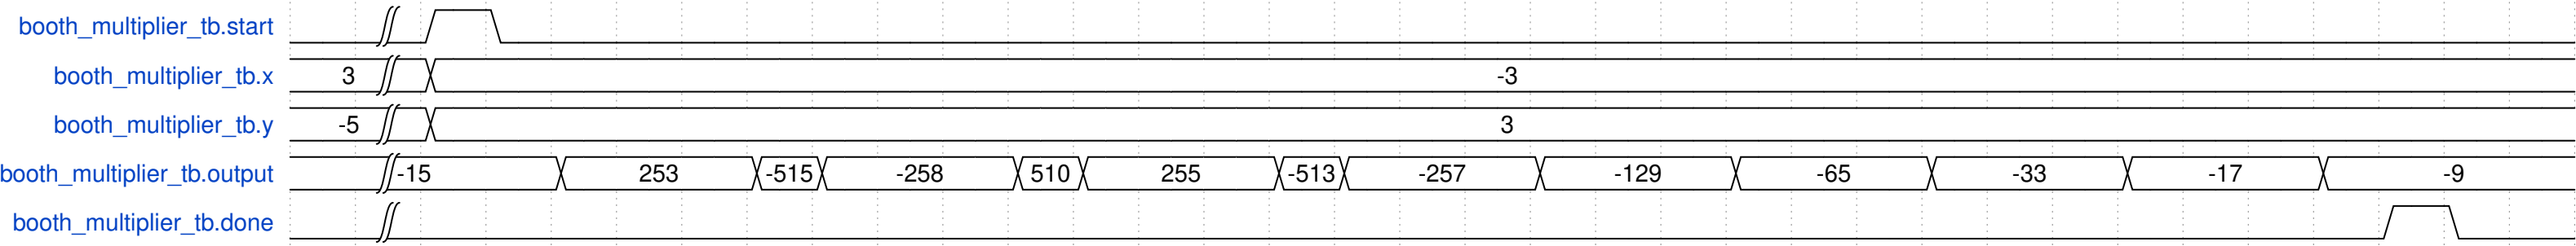 booth_multiplier_tb.start
booth_multiplier_tb.x 3 -3
booth_multiplier_tb.y -5 3
booth_multiplier_tb.output -15 253 -515 -258 510 255 -513 -257 -129 -65 -33 -17 -9
booth_multiplier_tb.done